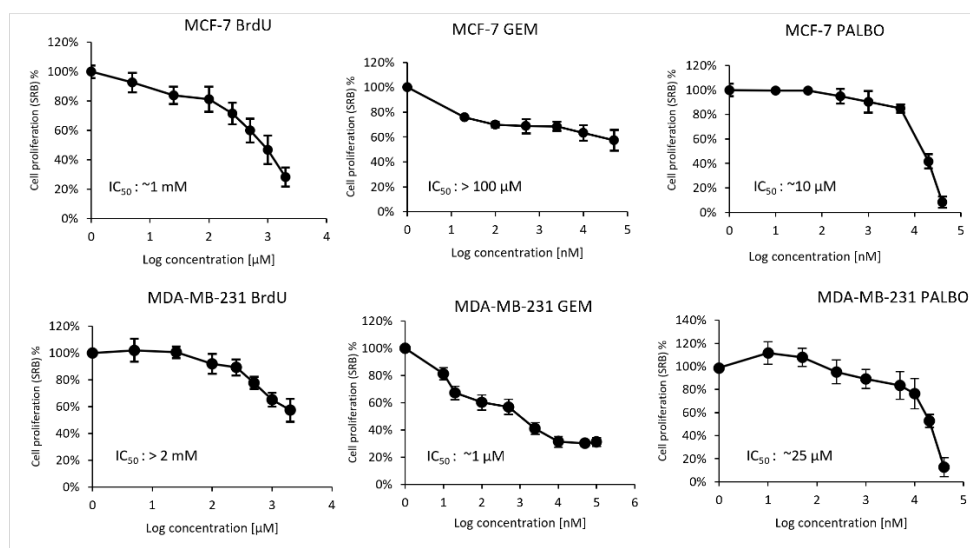 MCF-7 BrdU
Cell proliferation (SRB) %
120%
100%
80%
60%
40%
20%
0%
IC50 : ~1 mM
0 1 2 3 4
Log concentration [µM]
MCF-7 GEM
Cell proliferation (SRB) %
120%
100%
80%
60%
40%
20%
0%
IC50 : > 100 µM
0 1 2 3 4 5
Log concentration [nM]
MCF-7 PALBO
Cell proliferation (SRB) %
120%
100%
80%
60%
40%
20%
0%
IC50 : ~10 µM
0 1 2 3 4 5
Log concentration [nM]
MDA-MB-231 BrdU
Cell proliferation (SRB) %
120%
100%
80%
60%
40%
20%
0%
IC50 : > 2 mM
0 1 2 3 4
Log concentration [µM]
MDA-MB-231 GEM
Cell proliferation (SRB) %
120%
100%
80%
60%
40%
20%
0%
IC50 : ~1 µM
0 1 2 3 4 5 6
Log concentration [nM]
MDA-MB-231 PALBO
Cell proliferation (SRB) %
140%
120%
100%
80%
60%
40%
20%
0%
IC50 : ~25 µM
0 1 2 3 4 5
Log concentration [nM]